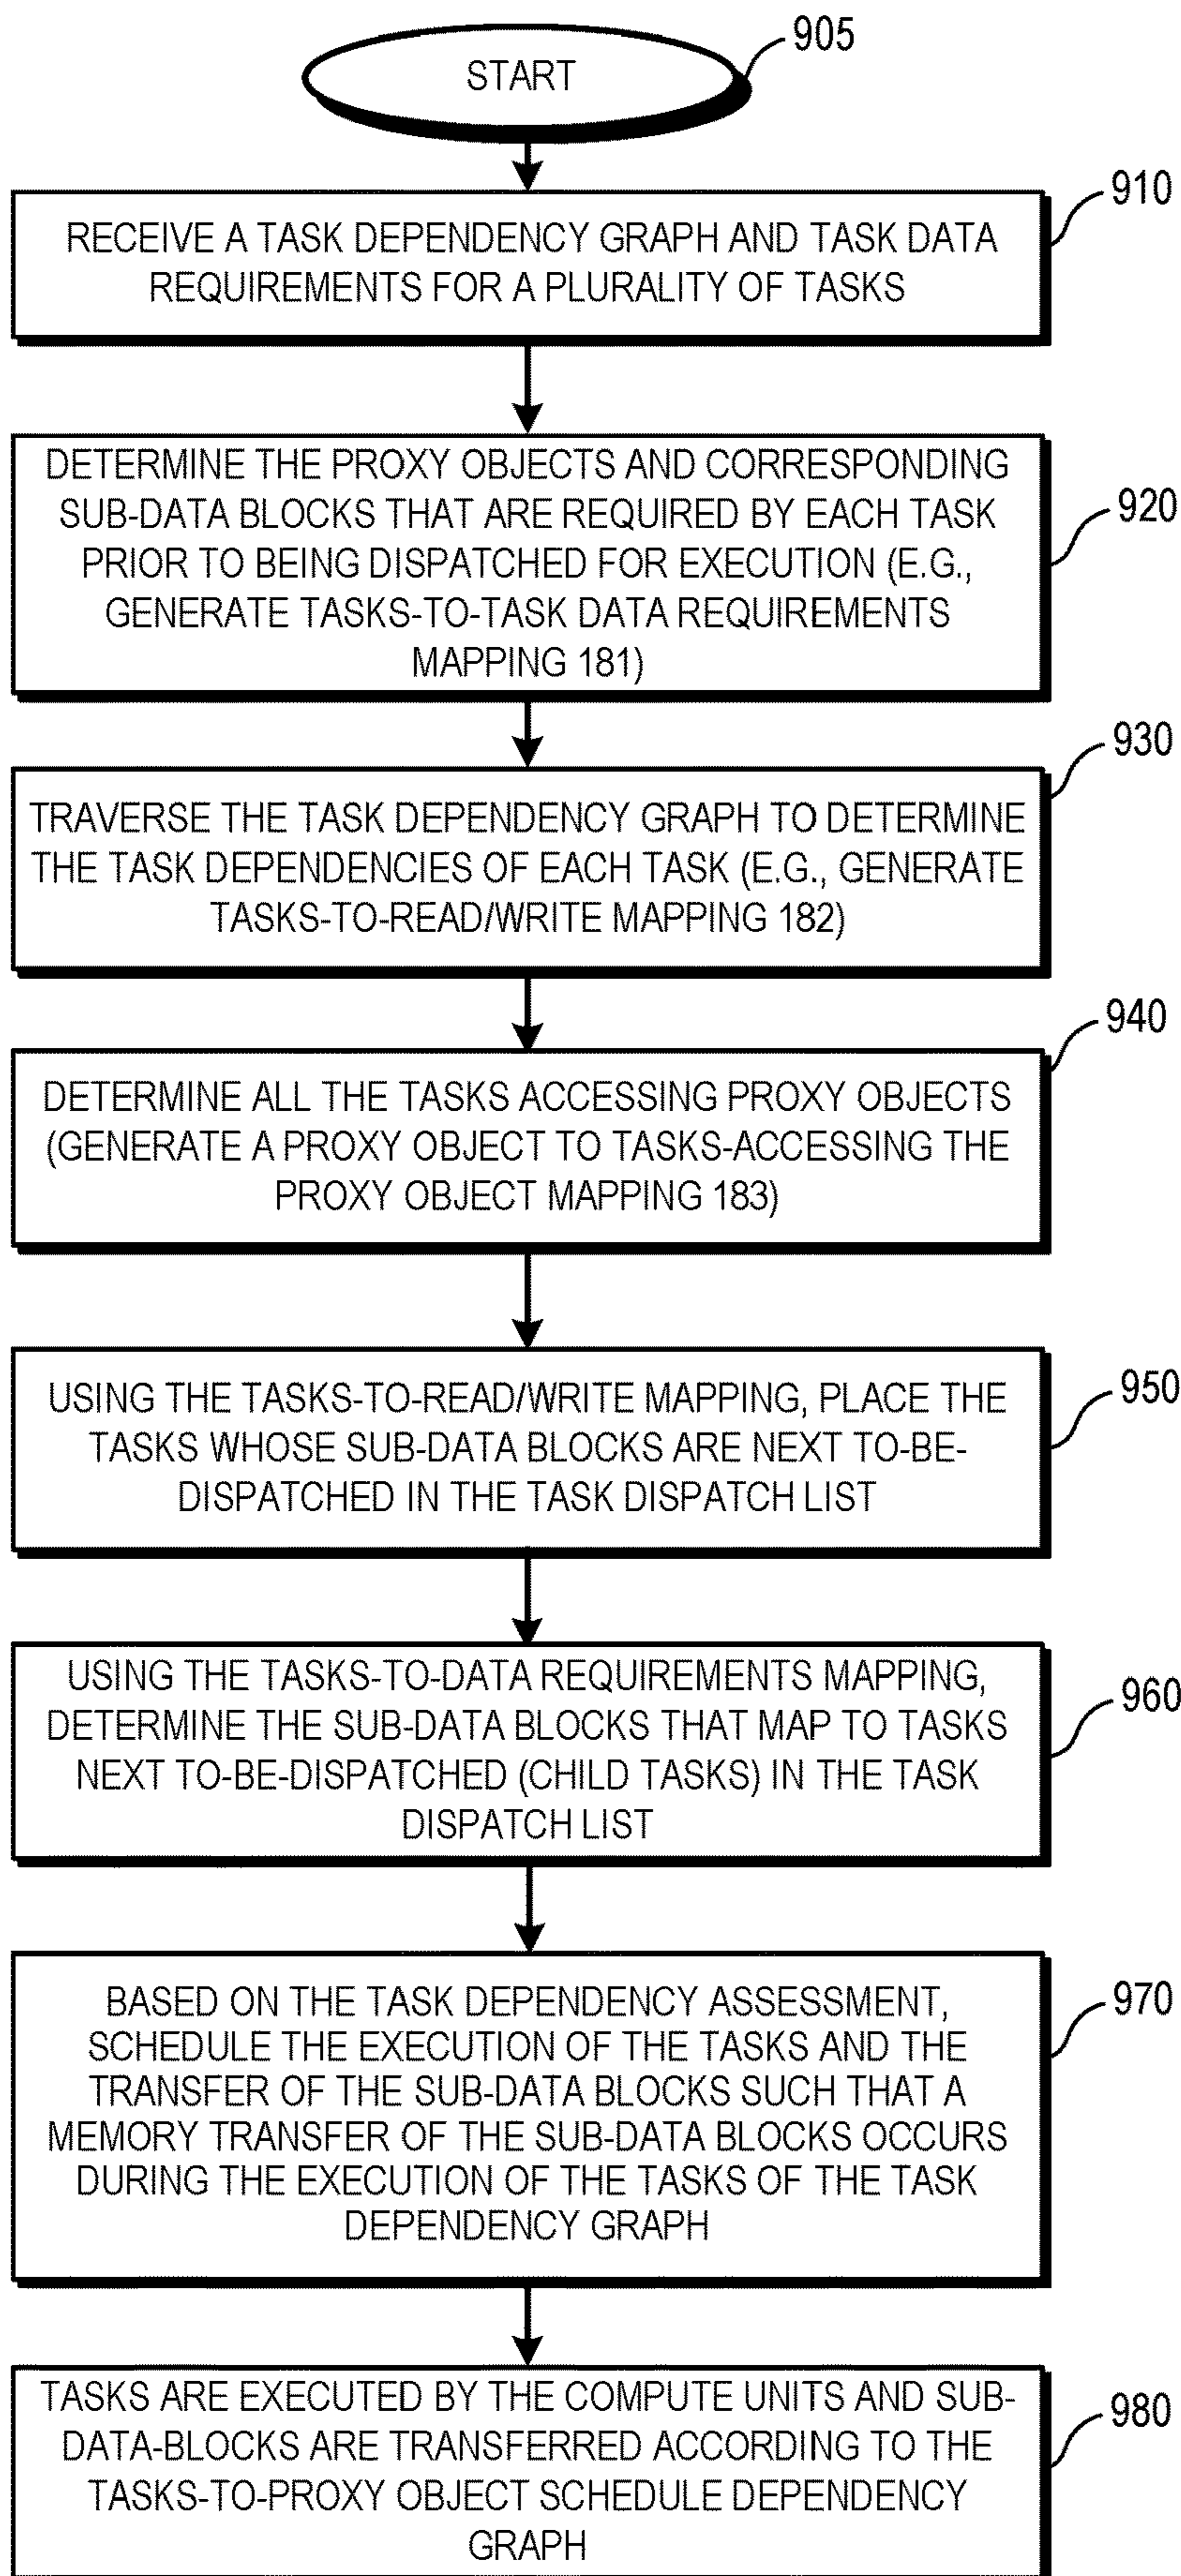 905
START
910
RECEIVE A TASK DEPENDENCY GRAPH AND TASK DATA
REQUIREMENTS FOR A PLURALITY OF TASKS
920
DETERMINE THE PROXY OBJECTS AND CORRESPONDING
SUB-DATA BLOCKS THAT ARE REQUIRED BY EACH TASK
PRIOR TO BEING DISPATCHED FOR EXECUTION (E.G.,
GENERATE TASKS-TO-TASK DATA REQUIREMENTS
MAPPING 181)
930
TRAVERSE THE TASK DEPENDENCY GRAPH TO DETERMINE
THE TASK DEPENDENCIES OF EACH TASK (E.G., GENERATE
TASKS-TO-READ/WRITE MAPPING 182)
940
DETERMINE ALL THE TASKS ACCESSING PROXY OBJECTS
(GENERATE A PROXY OBJECT TO TASKS-ACCESSING THE
PROXY OBJECT MAPPING 183)
950
USING THE TASKS-TO-READ/WRITE MAPPING, PLACE THE
TASKS WHOSE SUB-DATA BLOCKS ARE NEXT TO-BE-
DISPATCHED IN THE TASK DISPATCH LIST
960
USING THE TASKS-TO-DATA REQUIREMENTS MAPPING,
DETERMINE THE SUB-DATA BLOCKS THAT MAP TO TASKS
NEXT TO-BE-DISPATCHED (CHILD TASKS) IN THE TASK
DISPATCH LIST
970
BASED ON THE TASK DEPENDENCY ASSESSMENT,
SCHEDULE THE EXECUTION OF THE TASKS AND THE
TRANSFER OF THE SUB-DATA BLOCKS SUCH THAT A
MEMORY TRANSFER OF THE SUB-DATA BLOCKS OCCURS
DURING THE EXECUTION OF THE TASKS OF THE TASK
DEPENDENCY GRAPH
980
TASKS ARE EXECUTED BY THE COMPUTE UNITS AND SUB-
DATA-BLOCKS ARE TRANSFERRED ACCORDING TO THE
TASKS-TO-PROXY OBJECT SCHEDULE DEPENDENCY
GRAPH